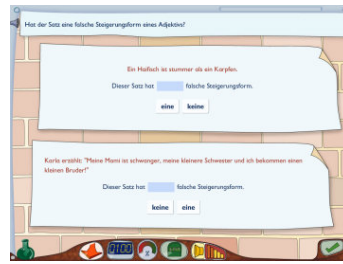 Hat der Satz eine falsche Steigerungsform eines Adjektivs?
Ein Haifisch ist stummer als ein Karpfen.
Dieser Satz hat falsche Steigerungsform.
eine keine
Karla erzählt: "Meine Mami ist schwanger, meine kleinere Schwester und ich bekommen einen
kleinen Bruder!"
Dieser Satz hat falsche Steigerungsform.
keine eine